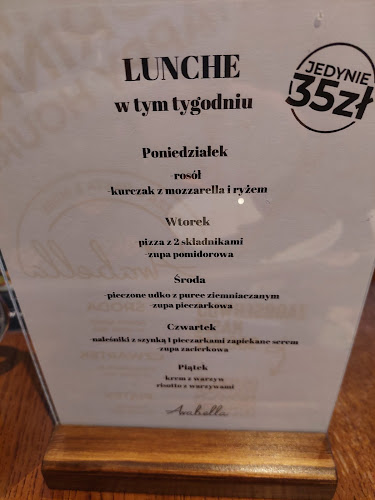 LUNCHE
w tym tygodniu
JEDYNIE
35zł
Poniedziałek
-rosół
-kurczak z mozzarella i ryżem
Wtorek
pizza z 2 składnikami
-zupa pomidorowa
Środa
-pieczone udko z puree ziemniaczanym
-zupa pieczarkowa
Czwartek
-naleśniki z szynką i pieczarkami zapiekane serem
-zupa zacierkowa
Piątek
krem z warzyw
risotto z warzywami
Arabella